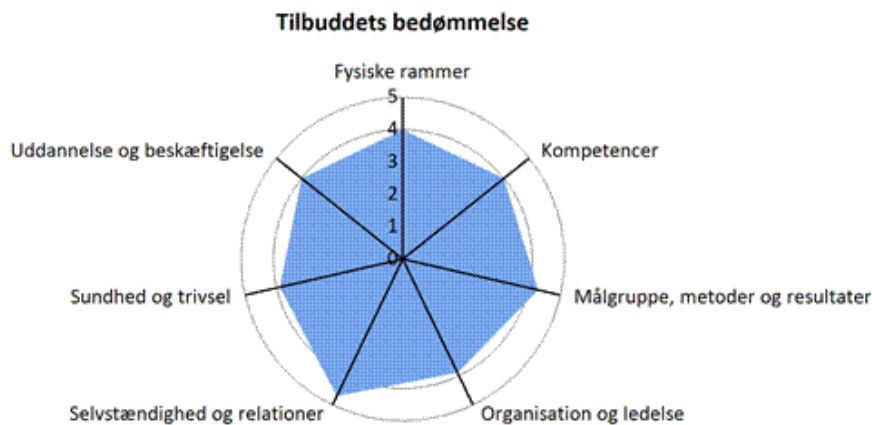 Tilbuddets bedømmelse
Fysiske rammer
5
4
3
2
1
0
Kompetencer
Målgruppe, metoder og resultater
Organisation og ledelse
Selvstændighed og relationer
Sundhed og trivsel
Uddannelse og beskæftigelse